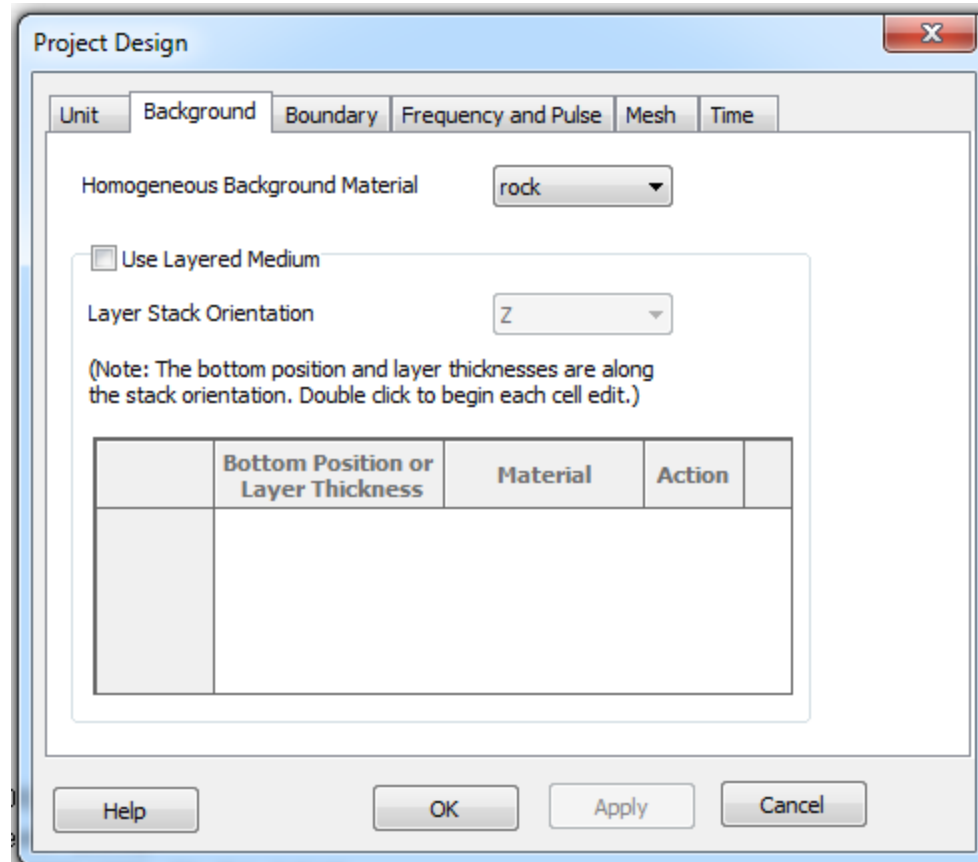 Project Design
Unit Background Boundary Frequency and Pulse Mesh Time
Homogeneous Background Material rock
Use Layered Medium
Layer Stack Orientation Z
(Note: The bottom position and layer thicknesses are along
the stack orientation. Double click to begin each cell edit.)
Bottom Position or
Layer Thickness Material Action
Help OK Apply Cancel